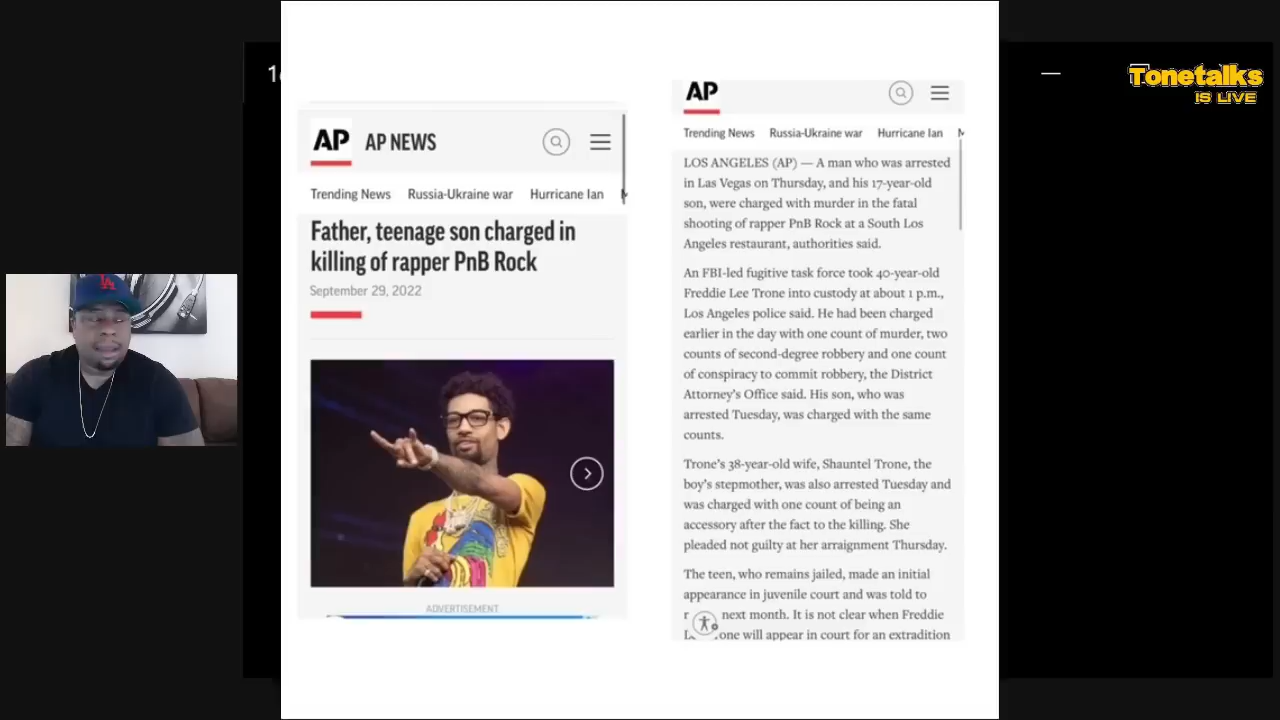 Tonetalks
IS LIVE
AP
AP NEWS
Trending News Russia-Ukraine war Hurricane Ian
Father, teenage son charged in
killing of rapper PnB Rock
September 29, 2022
ADVERTISEMENT
AP
Trending News Russia-Ukraine war Hurricane Ian
LOS ANGELES (AP) — A man who was arrested
in Las Vegas on Thursday, and his 17-year-old
son, were charged with murder in the fatal
shooting of rapper PnB Rock at a South Los
Angeles restaurant, authorities said.
An FBI-led fugitive task force took 40-year-old
Freddie Lee Trone into custody at about 1 p.m.,
Los Angeles police said. He had been charged
earlier in the day with one count of murder, two
counts of second-degree robbery and one count
of conspiracy to commit robbery, the District
Attorney's Office said. His son, who was
arrested Tuesday, was charged with the same
counts.
Trone's 38-year-old wife, Shauntel Trone, the
boy's stepmother, was also arrested Tuesday and
was charged with one count of being an
accessory after the fact to the killing. She
pleaded not guilty at her arraignment Thursday.
The teen, who remains jailed, made an initial
appearance in juvenile court and was told to
next month. It is not clear when Freddie
one will appear in court for an extradition
LA